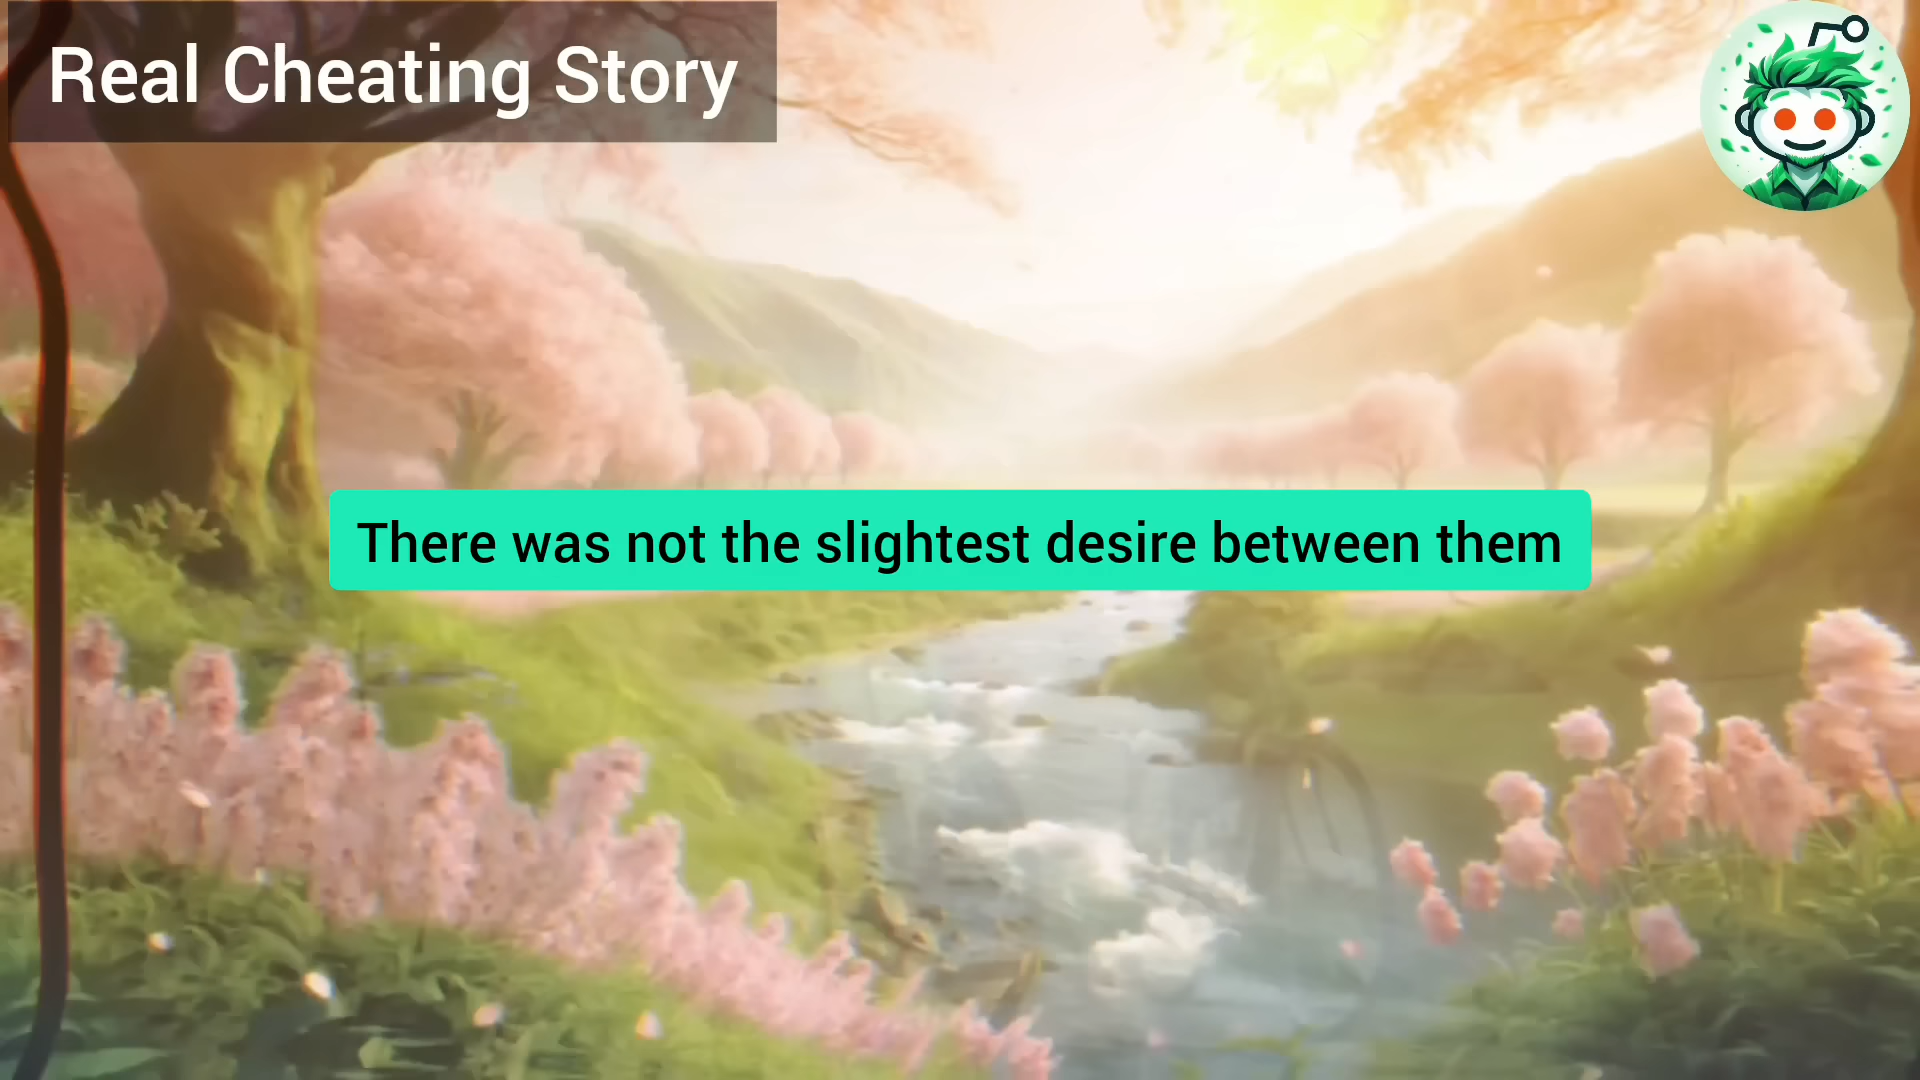 Real Cheating Story
There was not the slightest desire between them